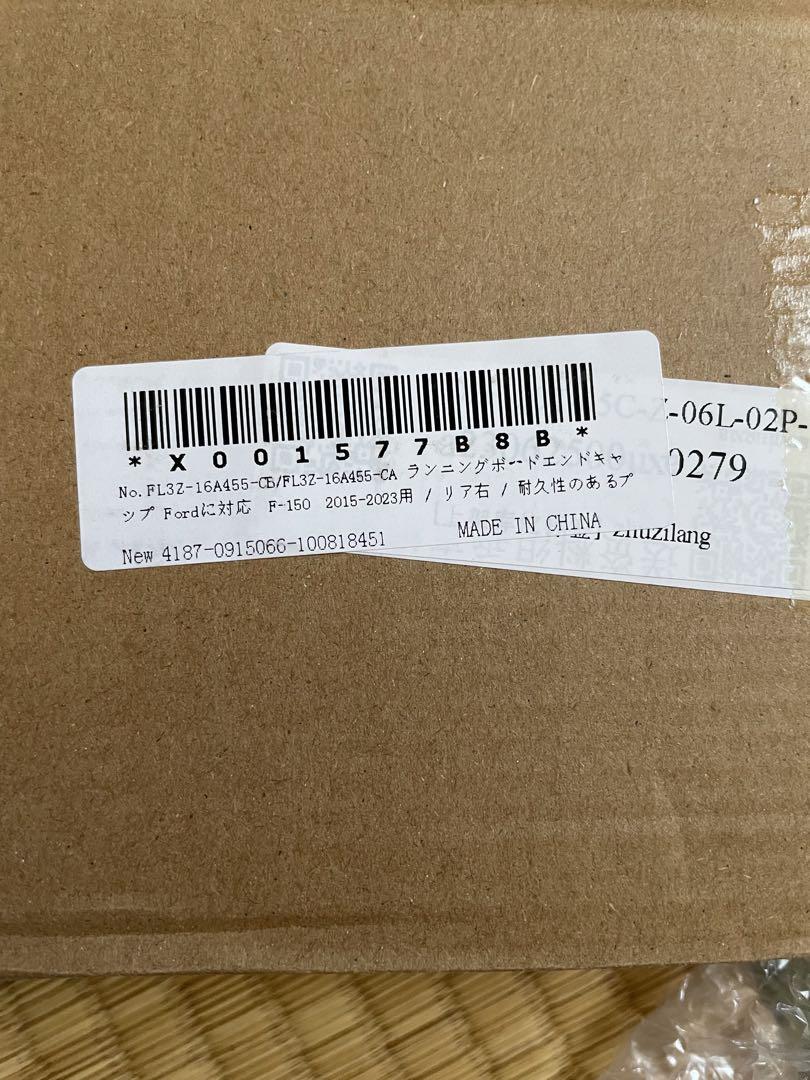 *X001577B8B*
No.FL3Z-16A455-CB/FL3Z-16A455-CA ランニングボードエンドキャ
ップ Fordに対応 F-150 2015-2023用 / リア右 / 耐久性のあるプ
New 4187-0915066-100818451
MADE IN CHINA
5C-Z-06L-02P-
0279
Zhuzilang